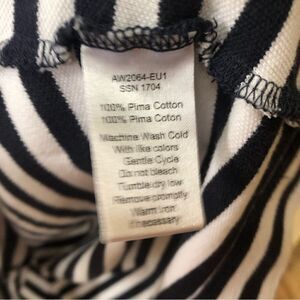 AW2064-EU1
SSN 1704
100% Pima Cotton
100% Pima Coton
Machine Wash Cold
With like colors
Gentle Cycle
Do not bleach
Tumble dry low
Remove promptly
Warm Iron
if necessary